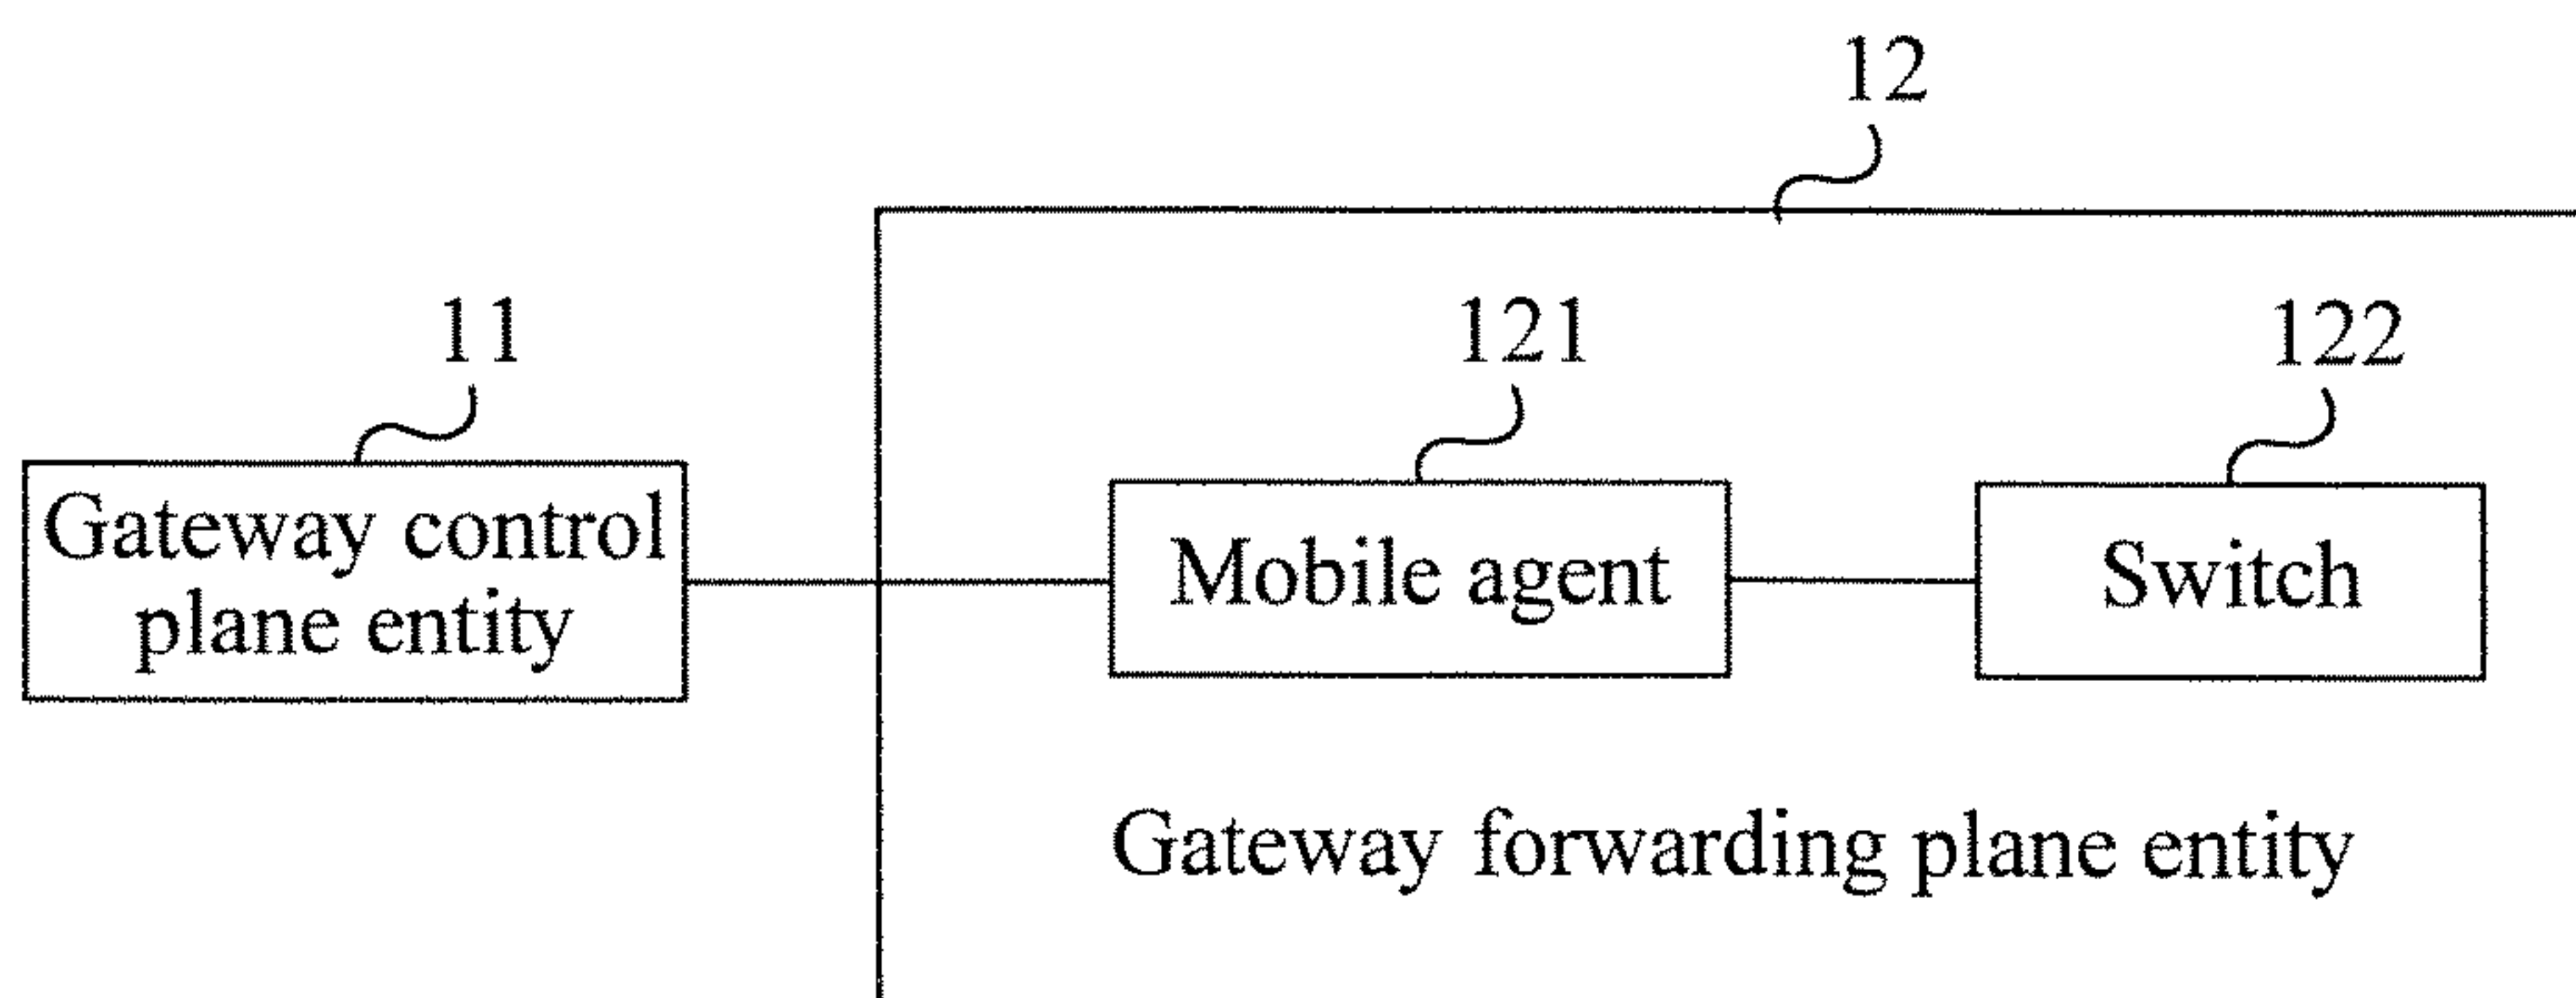 12
11
121
122
Gateway control
plane entity
Mobile agent
Switch
Gateway forwarding plane entity